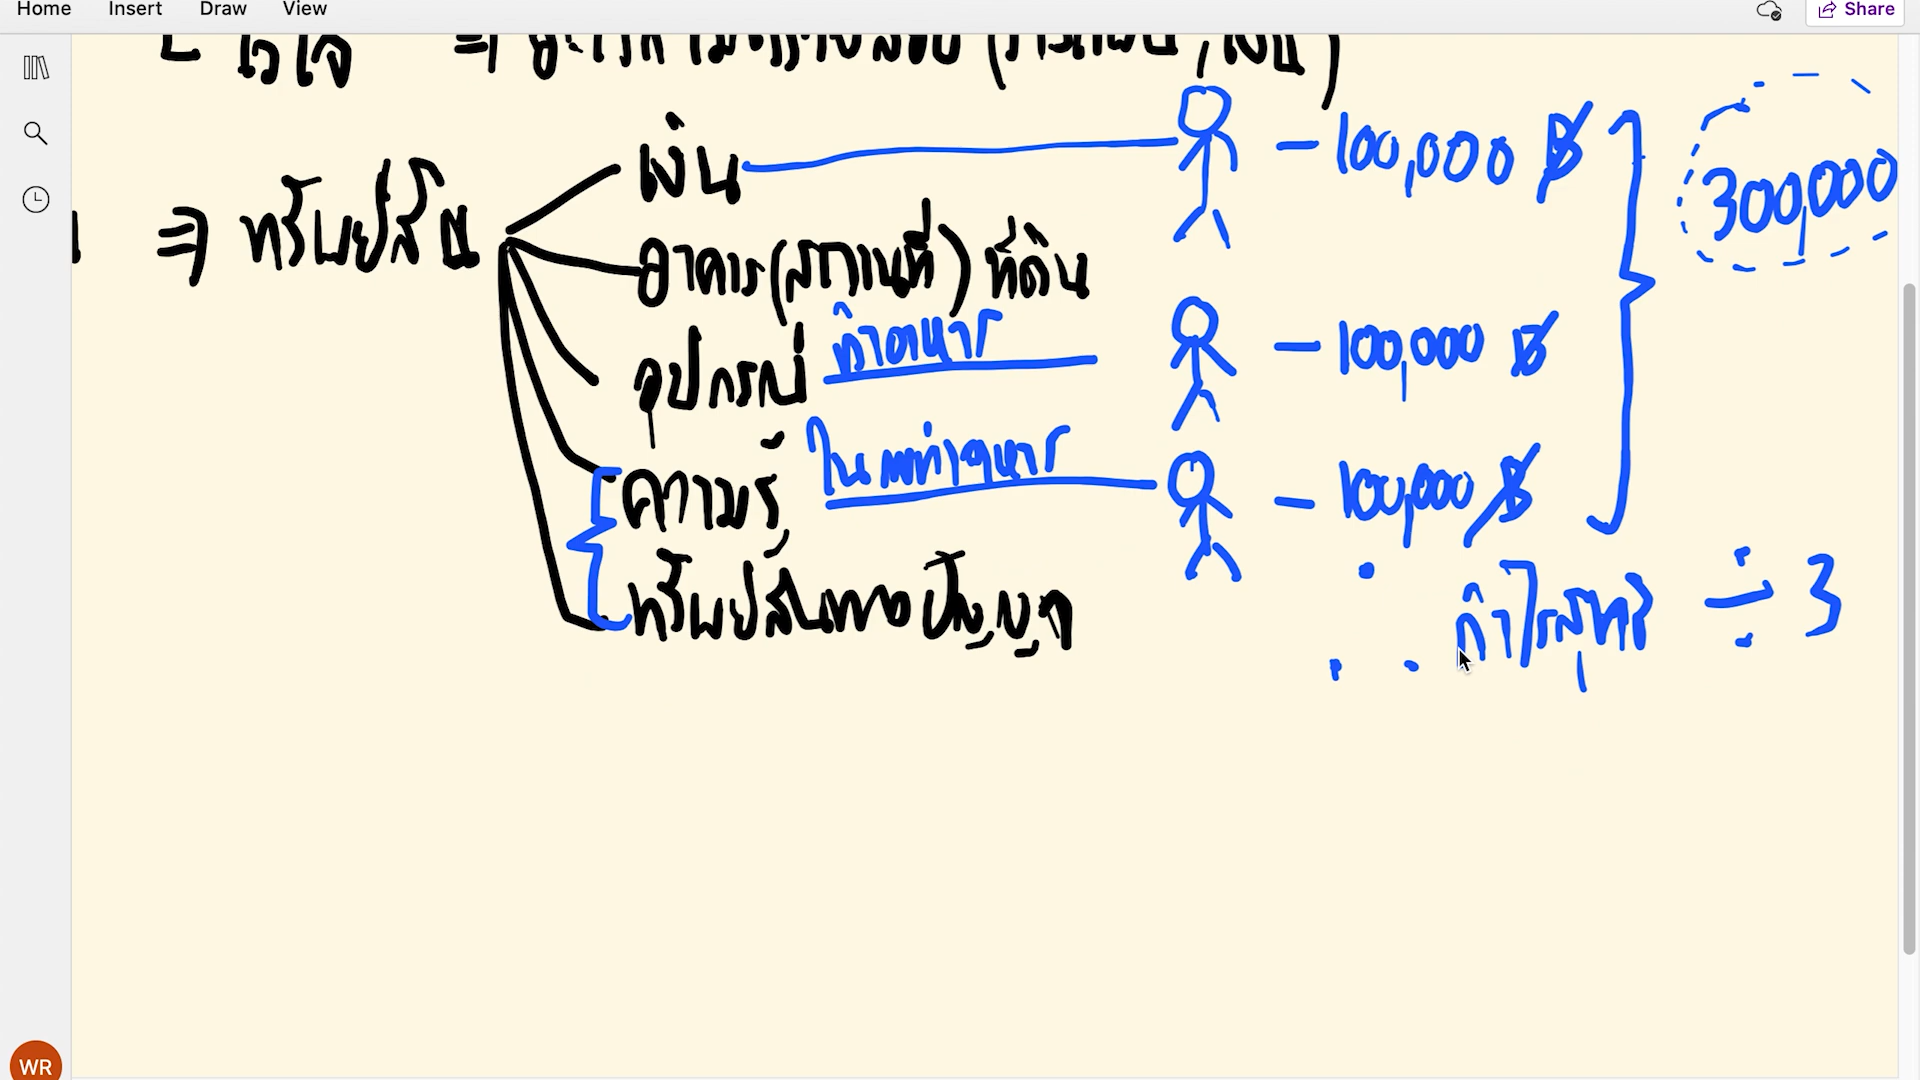 Home Insert Draw View Share
เงิน — 100,000 ฿
300,000
⇒ ทรัพย์สิน
อาคาร(สถานที่) ที่ดิน
อุปกรณ์ ทำอาหาร — 100,000 ฿
ความรู้ ในการทำอาหาร — 100,000 ฿
ทรัพย์สินทางปัญญา
∴ กำไรสุทธิ ÷ 3
WR